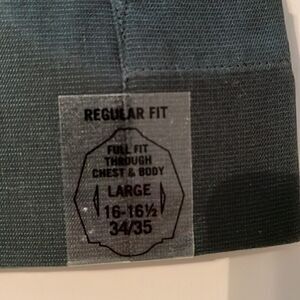 REGULAR FIT
FULL FIT
THROUGH
CHEST & BODY
LARGE
16-16½
34/35